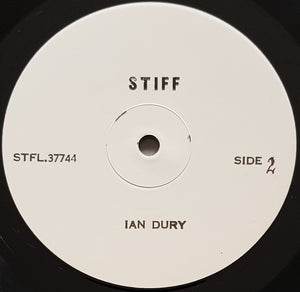 STIFF
STFL.37744
SIDE 2
IAN DURY